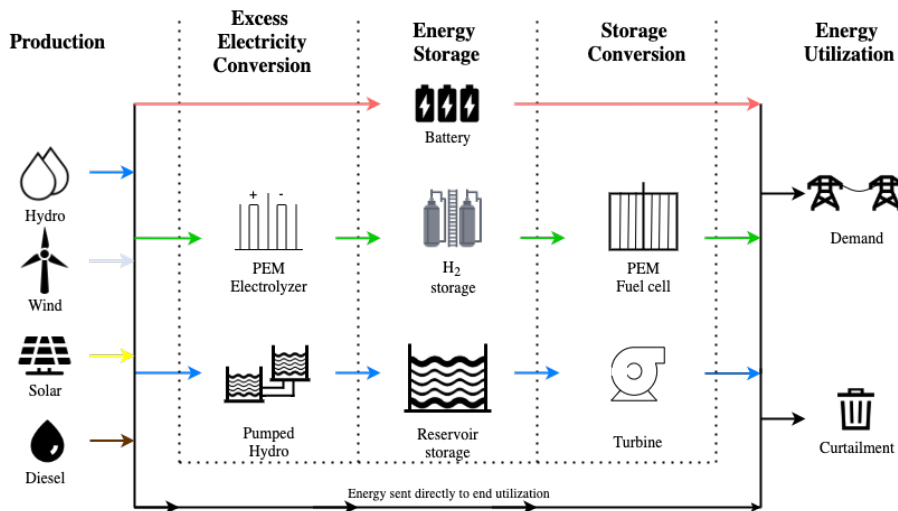 Production
Excess
Electricity
Conversion
Energy
Storage
Storage
Conversion
Energy
Utilization
Battery
Hydro
+ -
PEM
Electrolyzer
H2
storage
PEM
Fuel cell
Demand
Wind
Solar
Pumped
Hydro
Reservoir
storage
Turbine
Curtailment
Diesel
Energy sent directly to end utilization